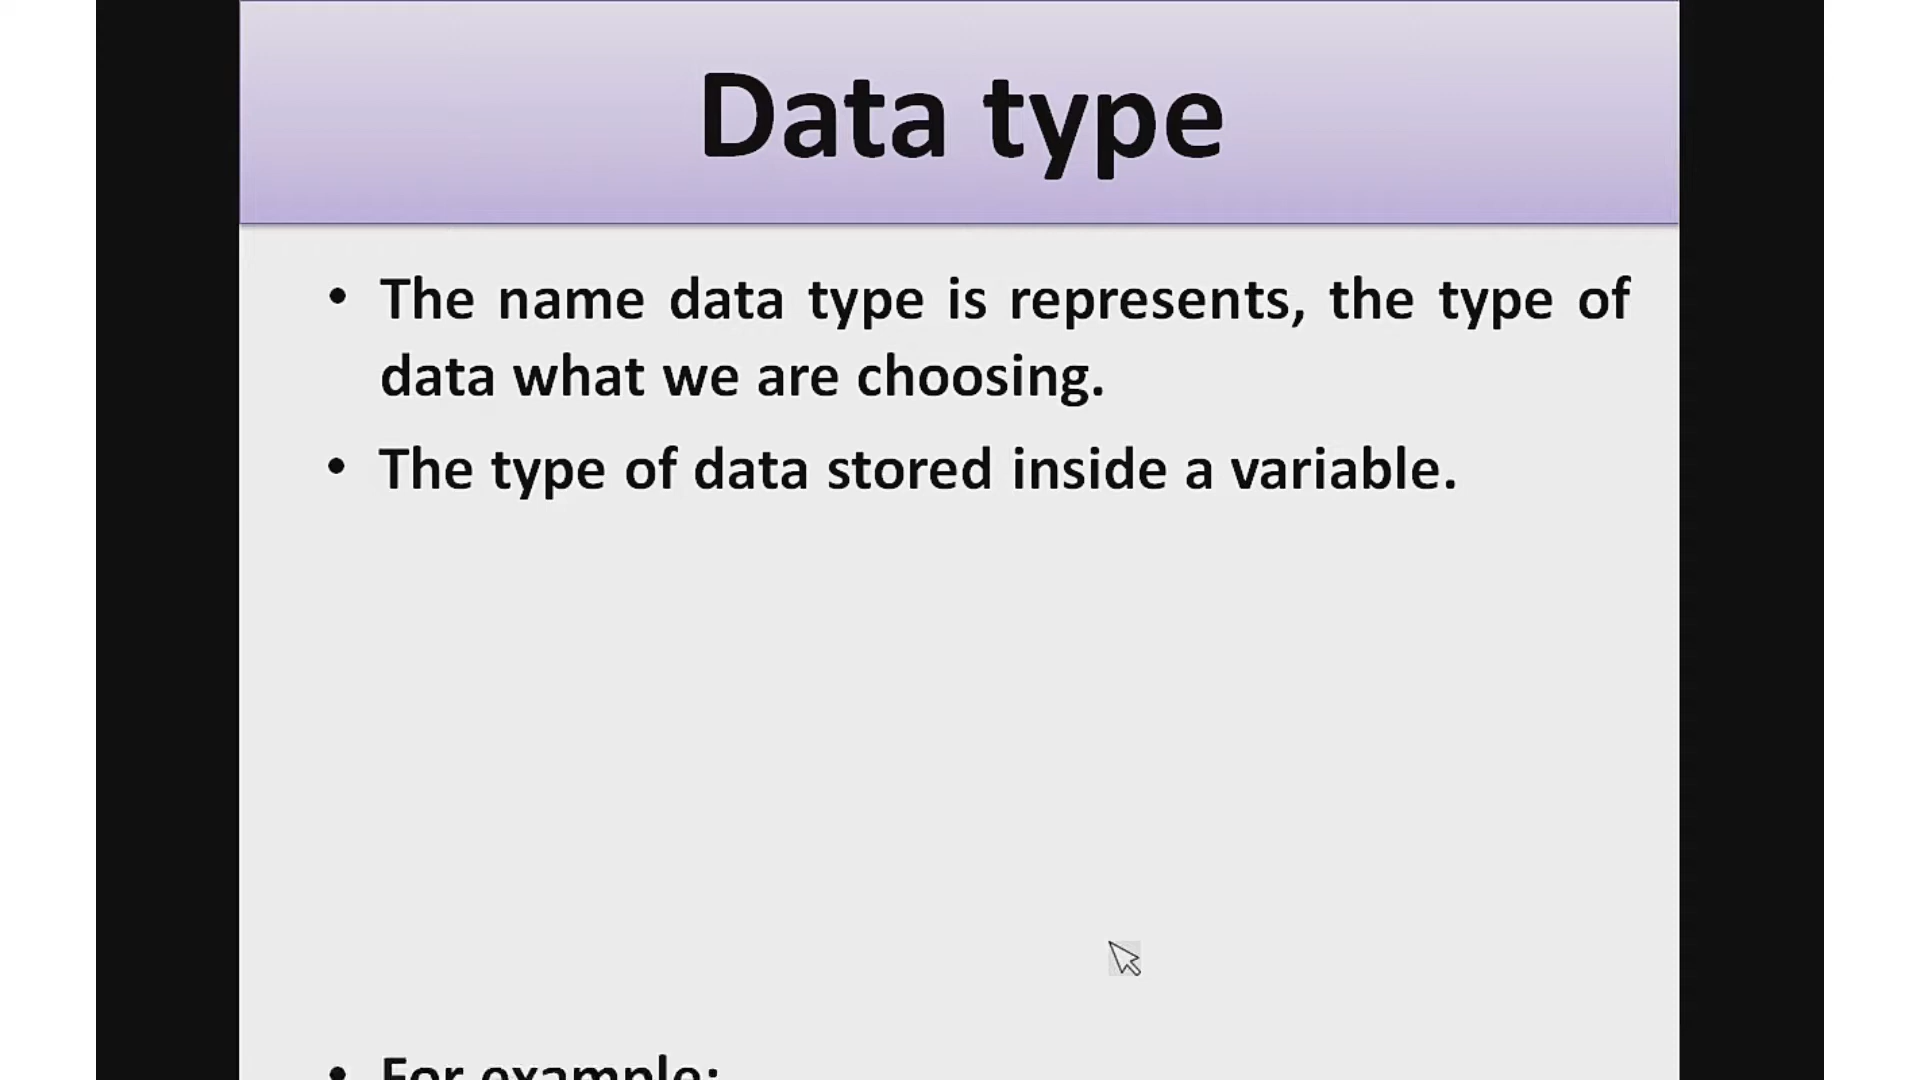 Data type
• The name data type is represents, the type of
data what we are choosing.
• The type of data stored inside a variable.
• For example: